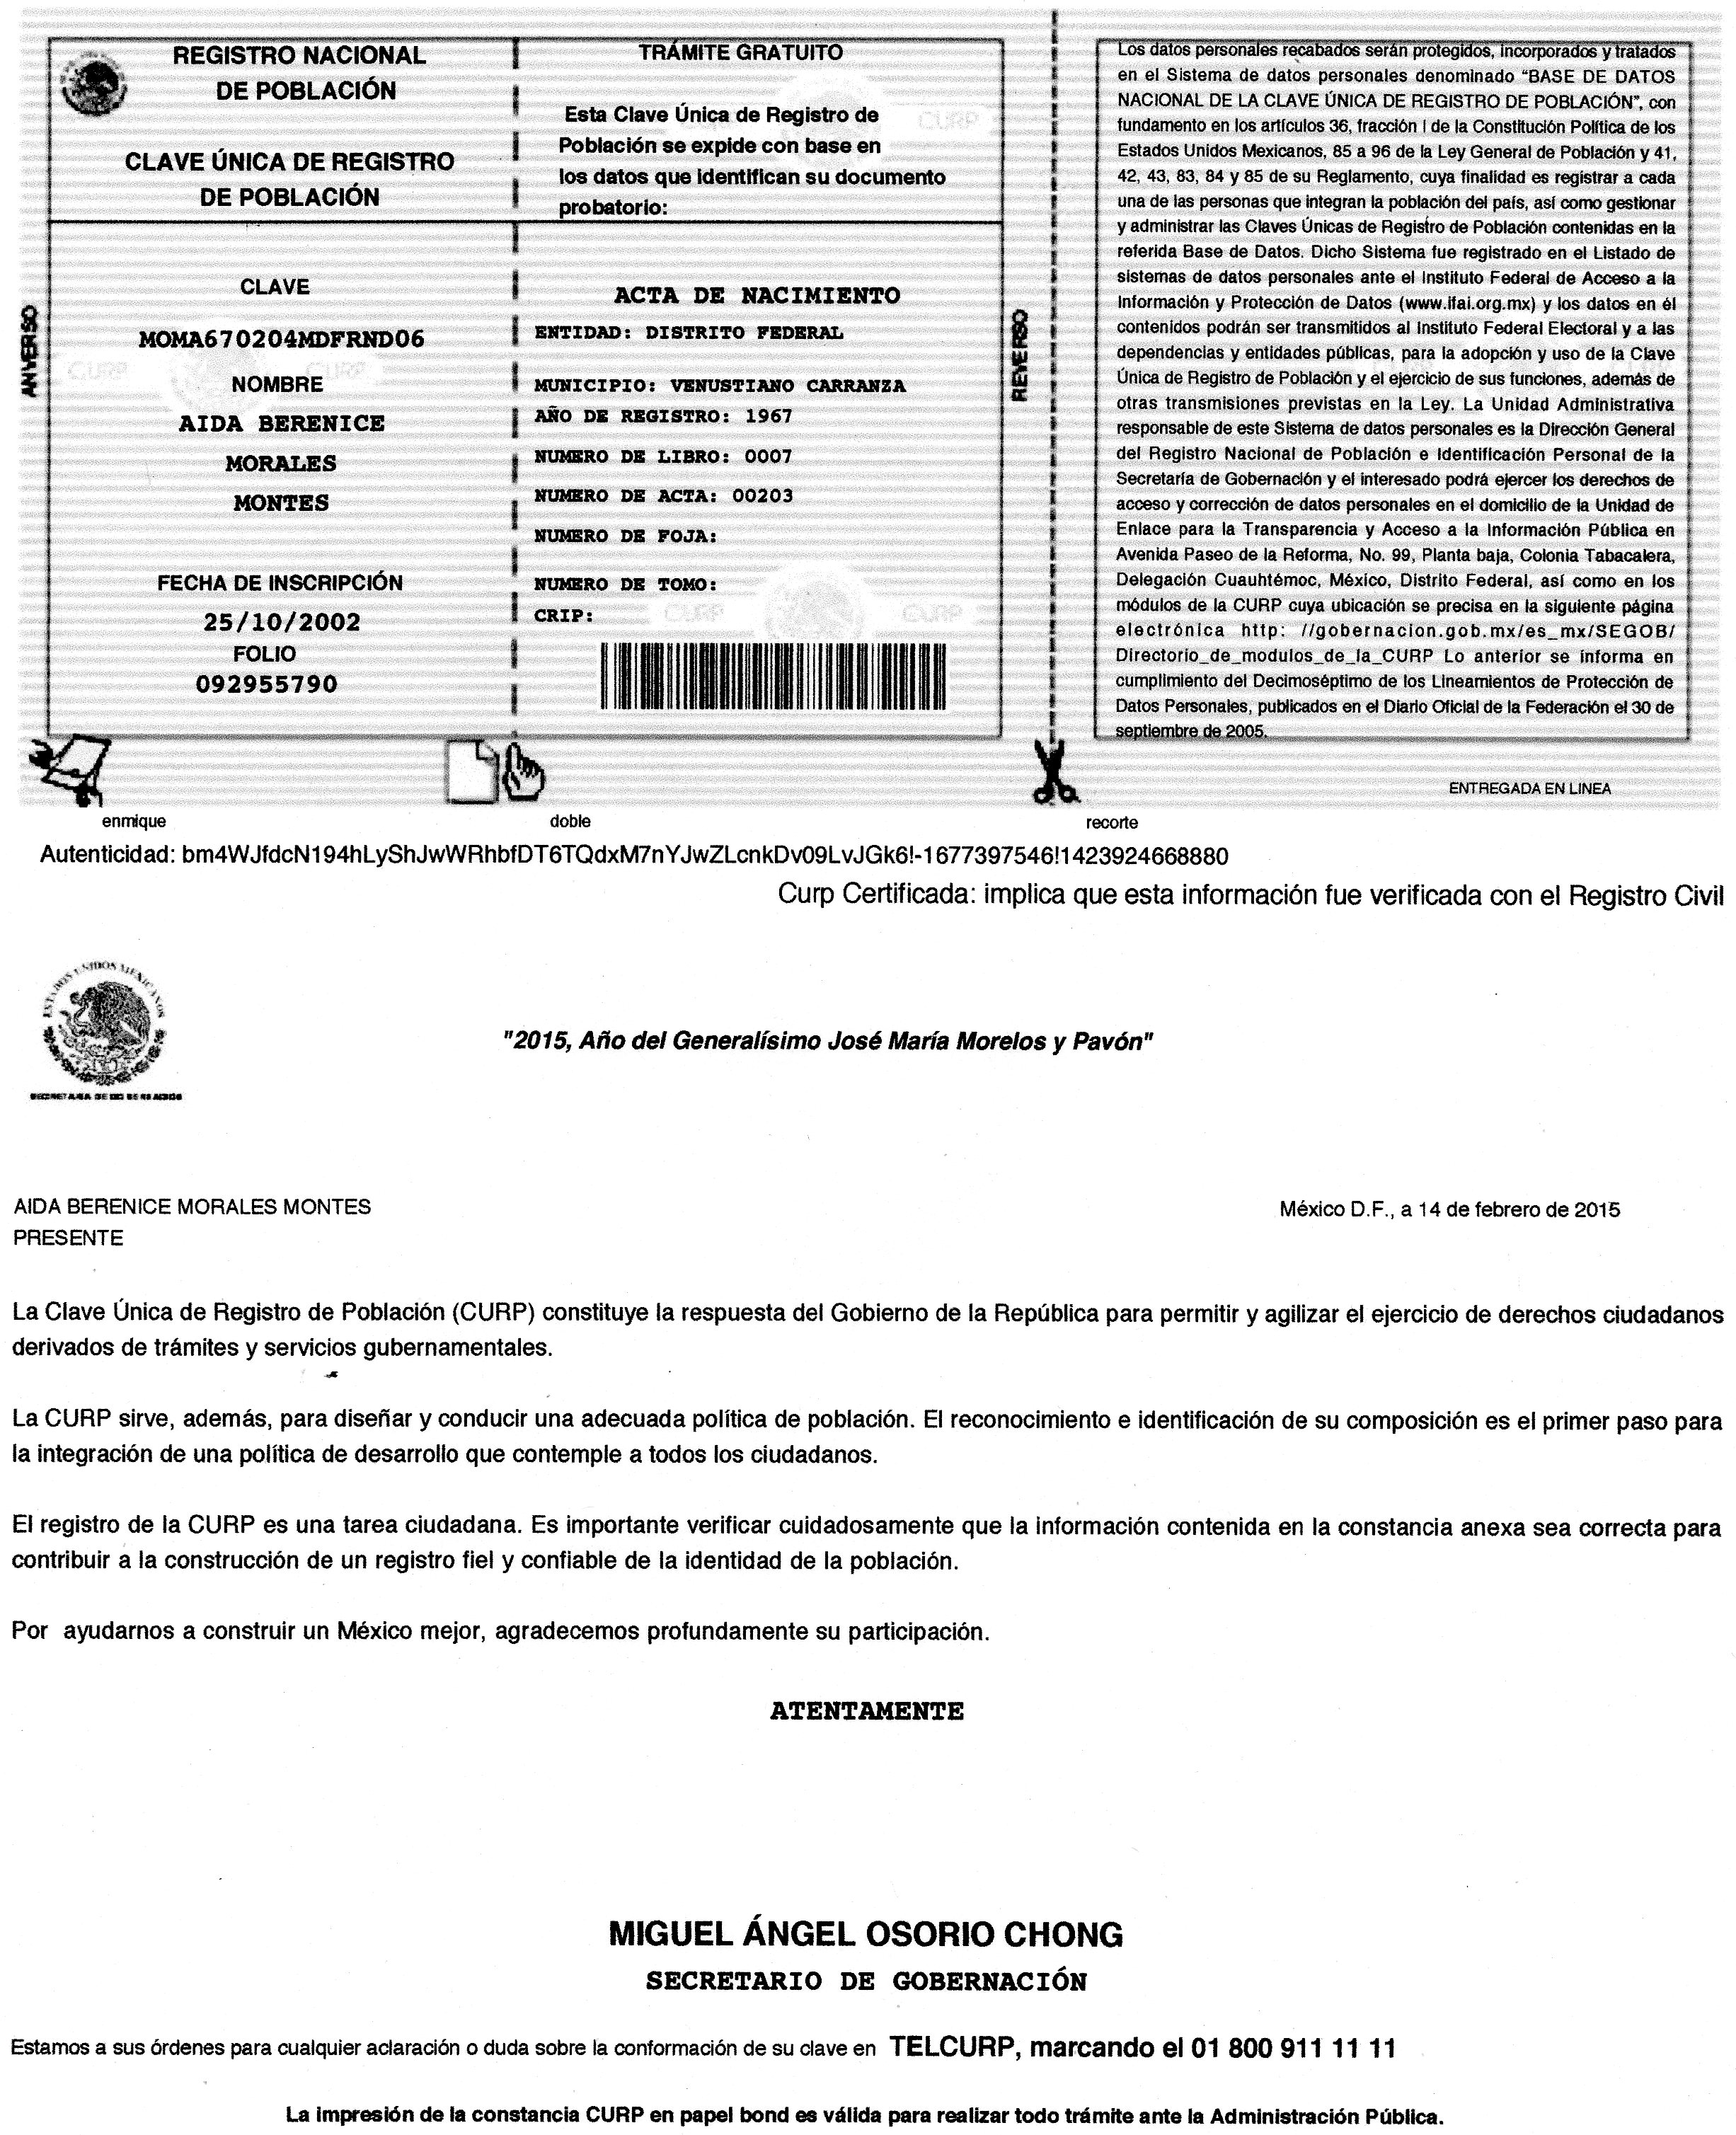 REGISTRO NACIONAL
DE POBLACIÓN
CLAVE ÚNICA DE REGISTRO
DE POBLACIÓN
ANVERSO
CLAVE
MOMA670204MDFRND06
NOMBRE
AIDA BERENICE
MORALES
MONTES
FECHA DE INSCRIPCIÓN
25/10/2002
FOLIO
092955790
TRÁMITE GRATUITO
Esta Clave Única de Registro de
Población se expide con base en
los datos que identifican su documento
probatorio:
ACTA DE NACIMIENTO
ENTIDAD: DISTRITO FEDERAL
MUNICIPIO: VENUSTIANO CARRANZA
AÑO DE REGISTRO: 1967
NUMERO DE LIBRO: 0007
NUMERO DE ACTA: 00203
NUMERO DE FOJA:
NUMERO DE TOMO:
CRIP:
CURP
CURP
CURP
CURP
CURP
REVERSO
Los datos personales recabados serán protegidos, incorporados y tratados
en el Sistema de datos personales denominado "BASE DE DATOS
NACIONAL DE LA CLAVE ÚNICA DE REGISTRO DE POBLACIÓN", con
fundamento en los artículos 36, fracción I de la Constitución Política de los
Estados Unidos Mexicanos, 85 a 96 de la Ley General de Población y 41,
42, 43, 83, 84 y 85 de su Reglamento, cuya finalidad es registrar a cada
una de las personas que integran la población del país, así como gestionar
y administrar las Claves Únicas de Registro de Población contenidas en la
referida Base de Datos. Dicho Sistema fue registrado en el Listado de
sistemas de datos personales ante el Instituto Federal de Acceso a la
Información y Protección de Datos (www.ifai.org.mx) y los datos en él
contenidos podrán ser transmitidos al Instituto Federal Electoral y a las
dependencias y entidades públicas, para la adopción y uso de la Clave
Única de Registro de Población y el ejercicio de sus funciones, además de
otras transmisiones previstas en la Ley. La Unidad Administrativa
responsable de este Sistema de datos personales es la Dirección General
del Registro Nacional de Población e Identificación Personal de la
Secretaría de Gobernación y el interesado podrá ejercer los derechos de
acceso y corrección de datos personales en el domicilio de la Unidad de
Enlace para la Transparencia y Acceso a la Información Pública en
Avenida Paseo de la Reforma, No. 99, Planta baja, Colonia Tabacalera,
Delegación Cuauhtémoc, México, Distrito Federal, así como en los
módulos de la CURP cuya ubicación se precisa en la siguiente página
electrónica http: //gobernacion.gob.mx/es_mx/SEGOB/
Directorio_de_modulos_de_la_CURP Lo anterior se informa en
cumplimiento del Decimoséptimo de los Lineamientos de Protección de
Datos Personales, publicados en el Diario Oficial de la Federación el 30 de
septiembre de 2005.
ENTREGADA EN LINEA
enmique
doble
recorte
Autenticidad: bm4WJfdcN194hLyShJwWRhbfDT6TQdxM7nYJwZLcnkDv09LvJGk6!-1677397546!1423924668880
Curp Certificada: implica que esta información fue verificada con el Registro Civil
ESTADOS UNIDOS MEXICANOS
"2015, Año del Generalísimo José María Morelos y Pavón"
AIDA BERENICE MORALES MONTES
México D.F., a 14 de febrero de 2015
PRESENTE
La Clave Única de Registro de Población (CURP) constituye la respuesta del Gobierno de la República para permitir y agilizar el ejercicio de derechos ciudadanos
derivados de trámites y servicios gubernamentales.
La CURP sirve, además, para diseñar y conducir una adecuada política de población. El reconocimiento e identificación de su composición es el primer paso para
la integración de una política de desarrollo que contemple a todos los ciudadanos.
El registro de la CURP es una tarea ciudadana. Es importante verificar cuidadosamente que la información contenida en la constancia anexa sea correcta para
contribuir a la construcción de un registro fiel y confiable de la identidad de la población.
Por ayudarnos a construir un México mejor, agradecemos profundamente su participación.
ATENTAMENTE
MIGUEL ÁNGEL OSORIO CHONG
SECRETARIO DE GOBERNACIÓN
Estamos a sus órdenes para cualquier aclaración o duda sobre la conformación de su clave en TELCURP, marcando el 01 800 911 11 11
La impresión de la constancia CURP en papel bond es válida para realizar todo trámite ante la Administración Pública.